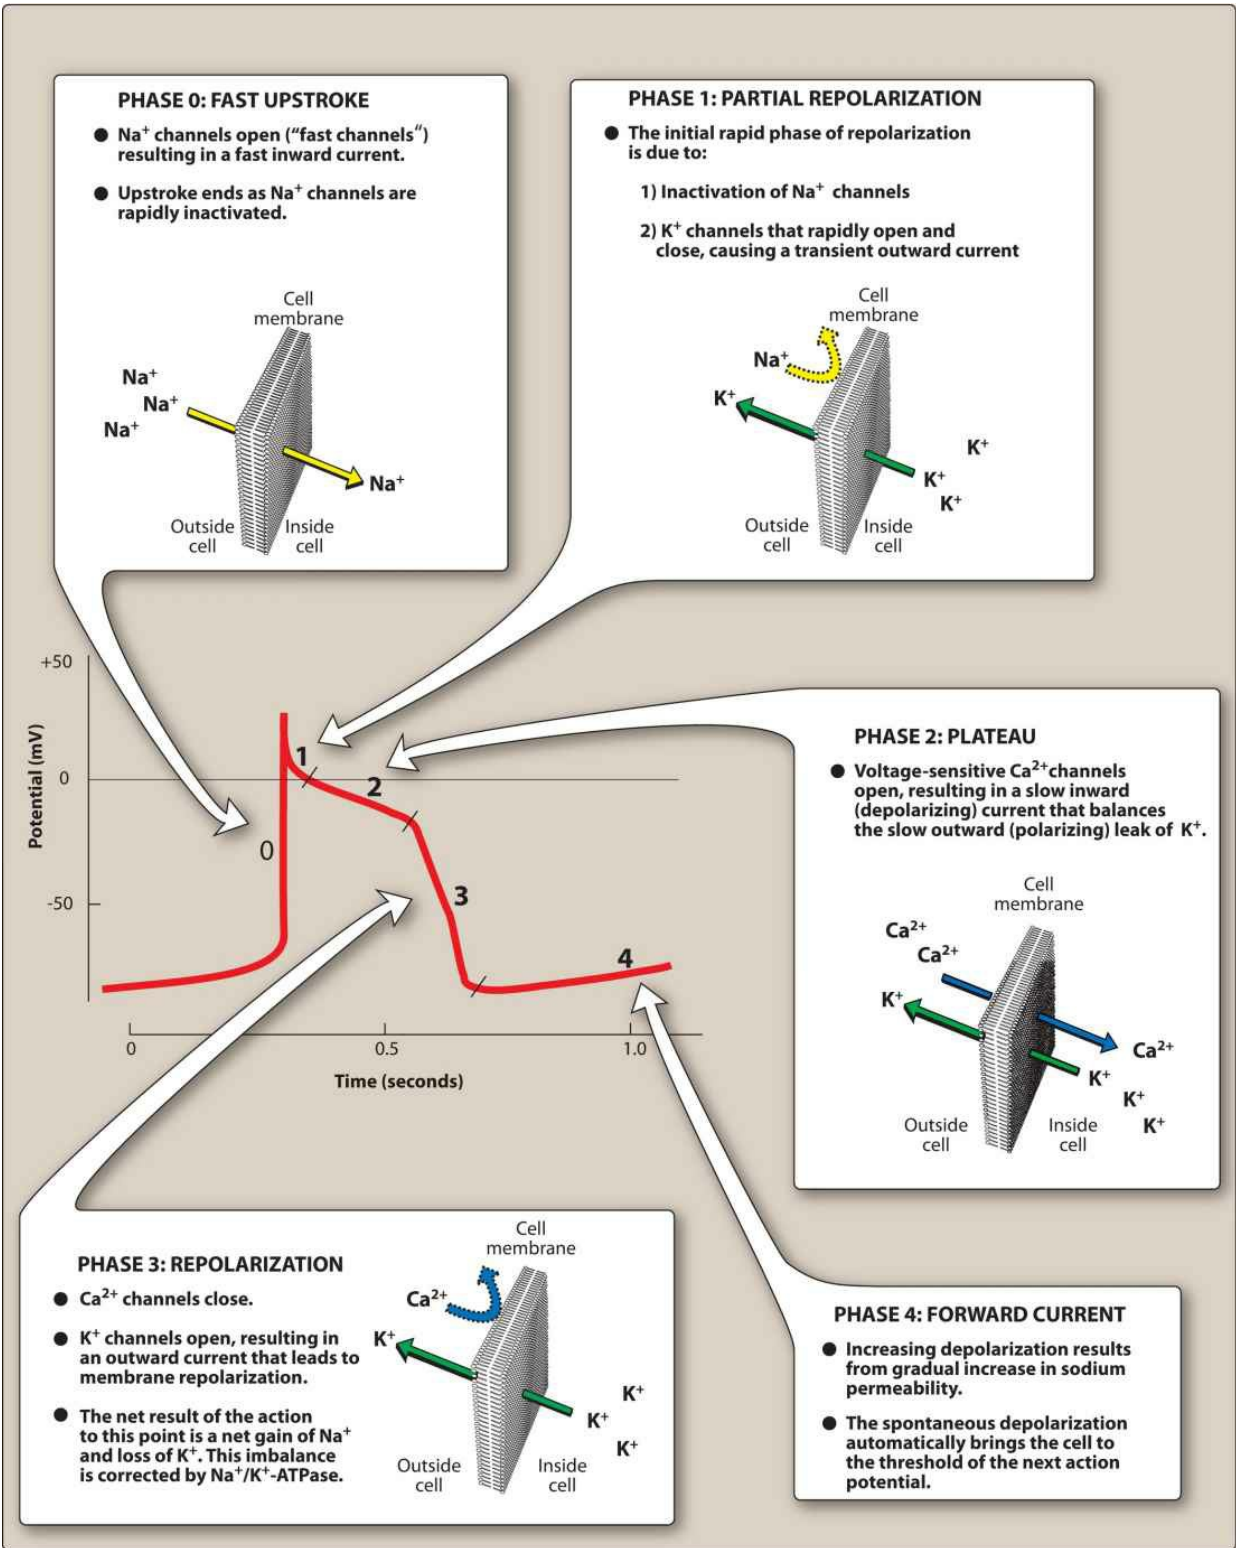 PHASE 0: FAST UPSTROKE
● Na⁺ channels open (“fast channels“)
resulting in a fast inward current.
● Upstroke ends as Na⁺ channels are
rapidly inactivated.
Cell
membrane
Na⁺
Na⁺
Na⁺
Na⁺
Outside
cell
Inside
cell
PHASE 1: PARTIAL REPOLARIZATION
● The initial rapid phase of repolarization
is due to:
1) Inactivation of Na⁺ channels
2) K⁺ channels that rapidly open and
close, causing a transient outward current
Cell
membrane
Na⁺
K⁺
K⁺
K⁺
K⁺
Outside
cell
Inside
cell
+50
0
-50
Potential (mV)
0
1
2
3
4
0
0.5
1.0
Time (seconds)
PHASE 2: PLATEAU
● Voltage-sensitive Ca²⁺channels
open, resulting in a slow inward
(depolarizing) current that balances
the slow outward (polarizing) leak of K⁺.
Cell
membrane
Ca²⁺
Ca²⁺
K⁺
Ca²⁺
K⁺
K⁺
K⁺
Outside
cell
Inside
cell
PHASE 3: REPOLARIZATION
● Ca²⁺ channels close.
● K⁺ channels open, resulting in
an outward current that leads to
membrane repolarization.
● The net result of the action
to this point is a net gain of Na⁺
and loss of K⁺. This imbalance
is corrected by Na⁺/K⁺-ATPase.
Cell
membrane
Ca²⁺
K⁺
K⁺
K⁺
K⁺
Outside
cell
Inside
cell
PHASE 4: FORWARD CURRENT
● Increasing depolarization results
from gradual increase in sodium
permeability.
● The spontaneous depolarization
automatically brings the cell to
the threshold of the next action
potential.